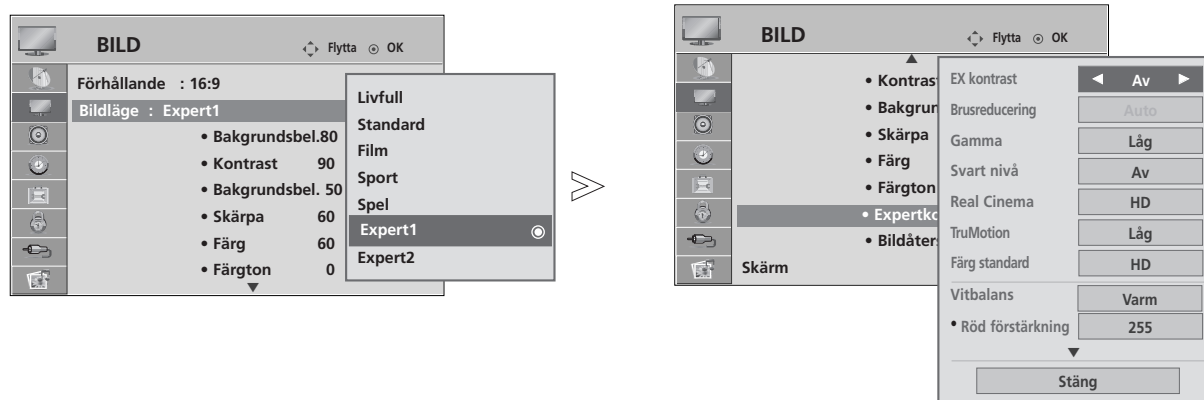 BILD
Flytta OK
Förhållande : 16:9
Bildläge : Expert1
• Bakgrundsbel.80
• Kontrast 90
• Bakgrundsbel. 50
• Skärpa 60
• Färg 60
• Färgton 0
Livfull
Standard
Film
Sport
Spel
Expert1
Expert2
BILD
Flytta OK
• Kontras
• Bakgrun
• Skärpa
• Färg
• Färgton
• Expertko
• Bildåter
Skärm
EX kontrast Av
Brusreducering Auto
Gamma Låg
Svart nivå Av
Real Cinema HD
TruMotion Låg
Färg standard HD
Vitbalans Varm
• Röd förstärkning 255
Stäng